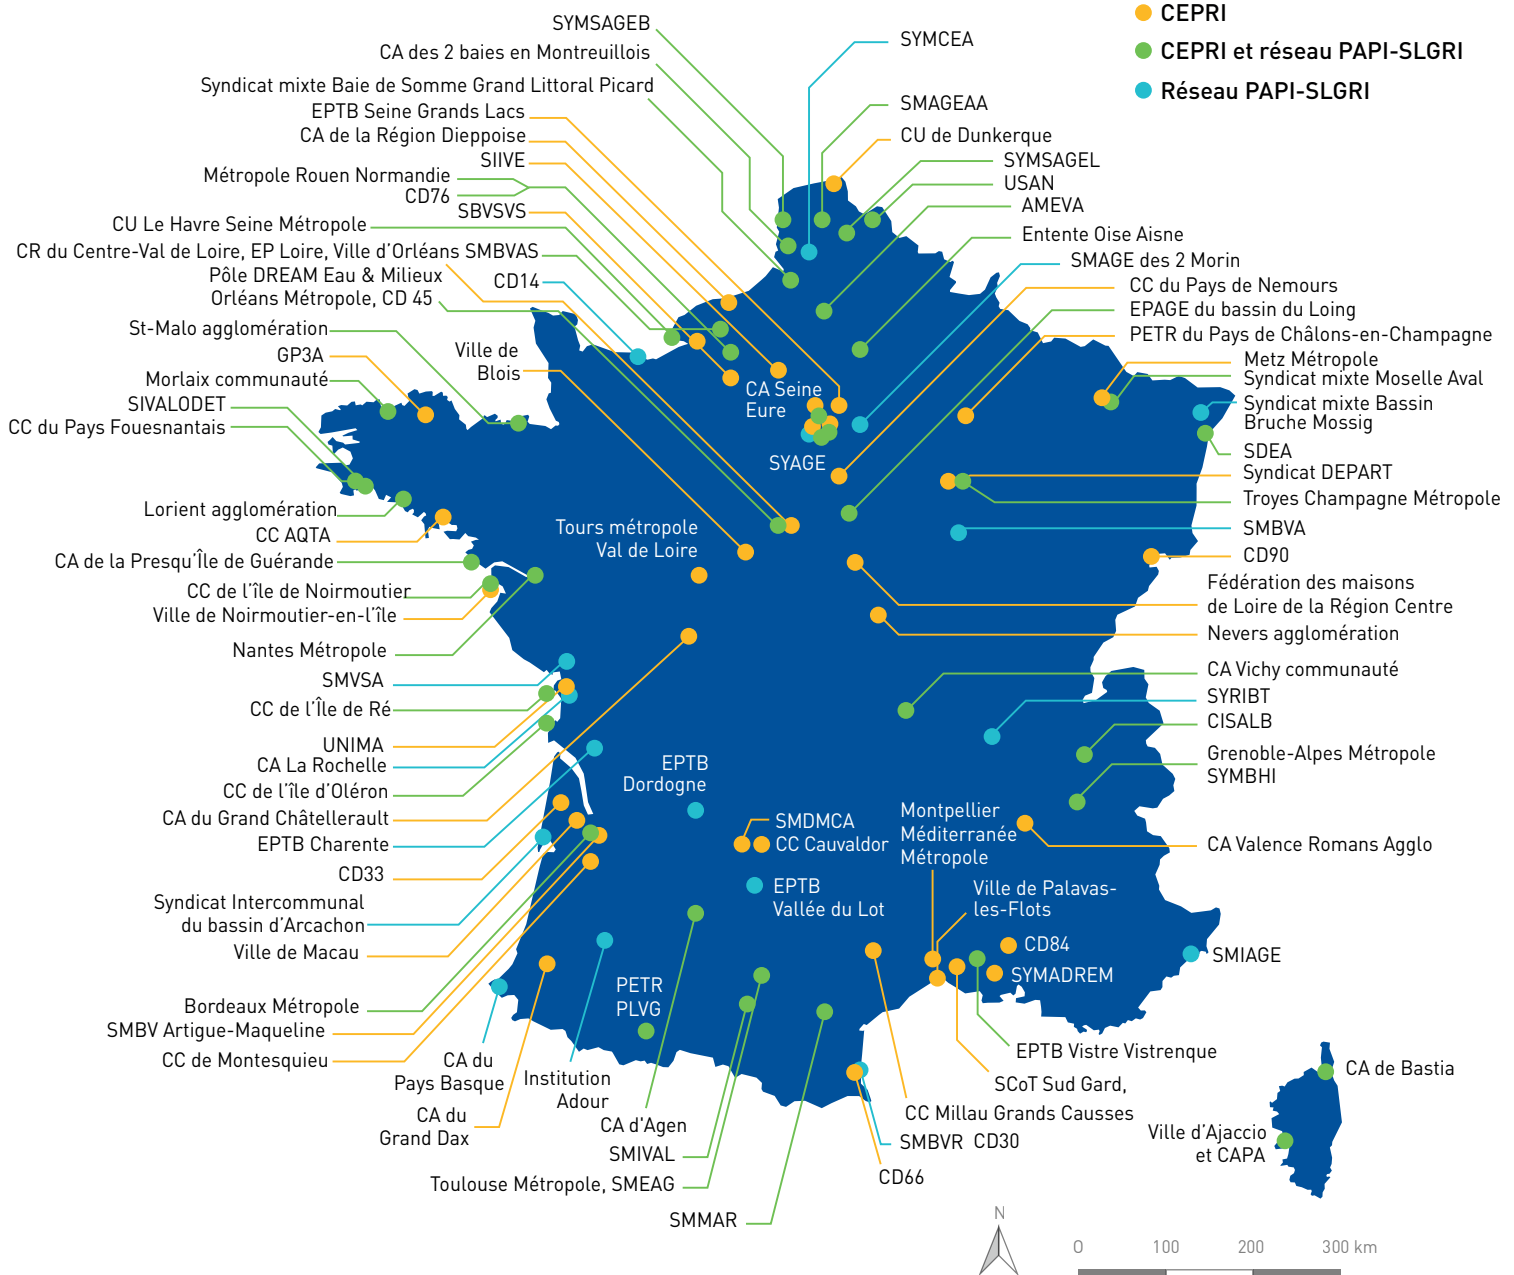 CEPRI
CEPRI et réseau PAPI-SLGRI
Réseau PAPI-SLGRI
SYMSAGEB
CA des 2 baies en Montreuillois
Syndicat mixte Baie de Somme Grand Littoral Picard
EPTB Seine Grands Lacs
CA de la Région Dieppoise
SIIVE
Métropole Rouen Normandie
CD76
SBVSVS
CU Le Havre Seine Métropole
CR du Centre-Val de Loire, EP Loire, Ville d'Orléans SMBVAS
Pôle DREAM Eau & Milieux
Orléans Métropole, CD 45
CD14
St-Malo agglomération
GP3A
Morlaix communauté
SIVALODET
CC du Pays Fouesnantais
Ville de
Blois
Lorient agglomération
CC AQTA
CA de la Presqu'Île de Guérande
CC de l'île de Noirmoutier
Ville de Noirmoutier-en-l'île
Nantes Métropole
SMVSA
CC de l'Île de Ré
UNIMA
CA La Rochelle
CC de l'île d'Oléron
CA du Grand Châtellerault
EPTB Charente
CD33
Syndicat Intercommunal
du bassin d'Arcachon
Ville de Macau
Bordeaux Métropole
SMBV Artigue-Maqueline
CC de Montesquieu
CA du
Pays Basque
CA du
Grand Dax
Institution
Adour
CA d'Agen
SMIVAL
Toulouse Métropole, SMEAG
SMMAR
SYMCEA
SMAGEAA
CU de Dunkerque
SYMSAGEL
USAN
AMEVA
Entente Oise Aisne
SMAGE des 2 Morin
CC du Pays de Nemours
EPAGE du bassin du Loing
PETR du Pays de Châlons-en-Champagne
Metz Métropole
Syndicat mixte Moselle Aval
Syndicat mixte Bassin
Bruche Mossig
SDEA
Syndicat DEPART
Troyes Champagne Métropole
SMBVA
CD90
Fédération des maisons
de Loire de la Région Centre
Nevers agglomération
CA Vichy communauté
SYRIBT
CISALB
Grenoble-Alpes Métropole
SYMBHI
CA Valence Romans Agglo
CA Seine
Eure
SYAGE
Tours métropole
Val de Loire
EPTB
Dordogne
SMDMCA
CC Cauvaldor
EPTB
Vallée du Lot
Montpellier
Méditerranée
Métropole
Ville de Palavas-
les-Flots
CD84
SYMADREM
SMIAGE
PETR
PLVG
EPTB Vistre Vistrenque
SCoT Sud Gard,
CC Millau Grands Causses
SMBVR CD30
CD66
CA de Bastia
Ville d'Ajaccio
et CAPA
N
0 100 200 300 km